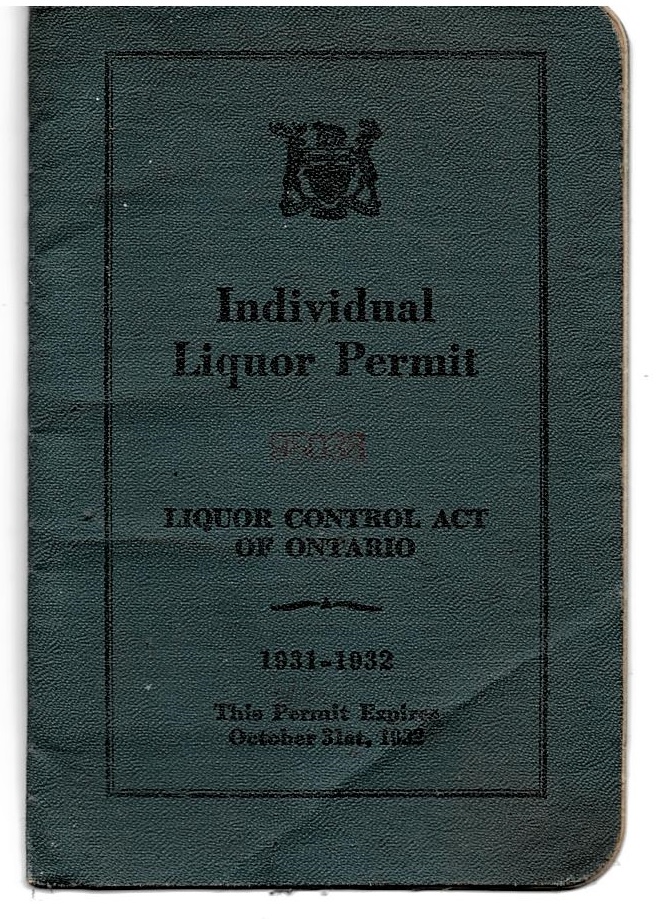 Individual
Liquor Permit
LIQUOR CONTROL ACT
OF ONTARIO
1931-1932
This Permit Expires
October 31st, 1932